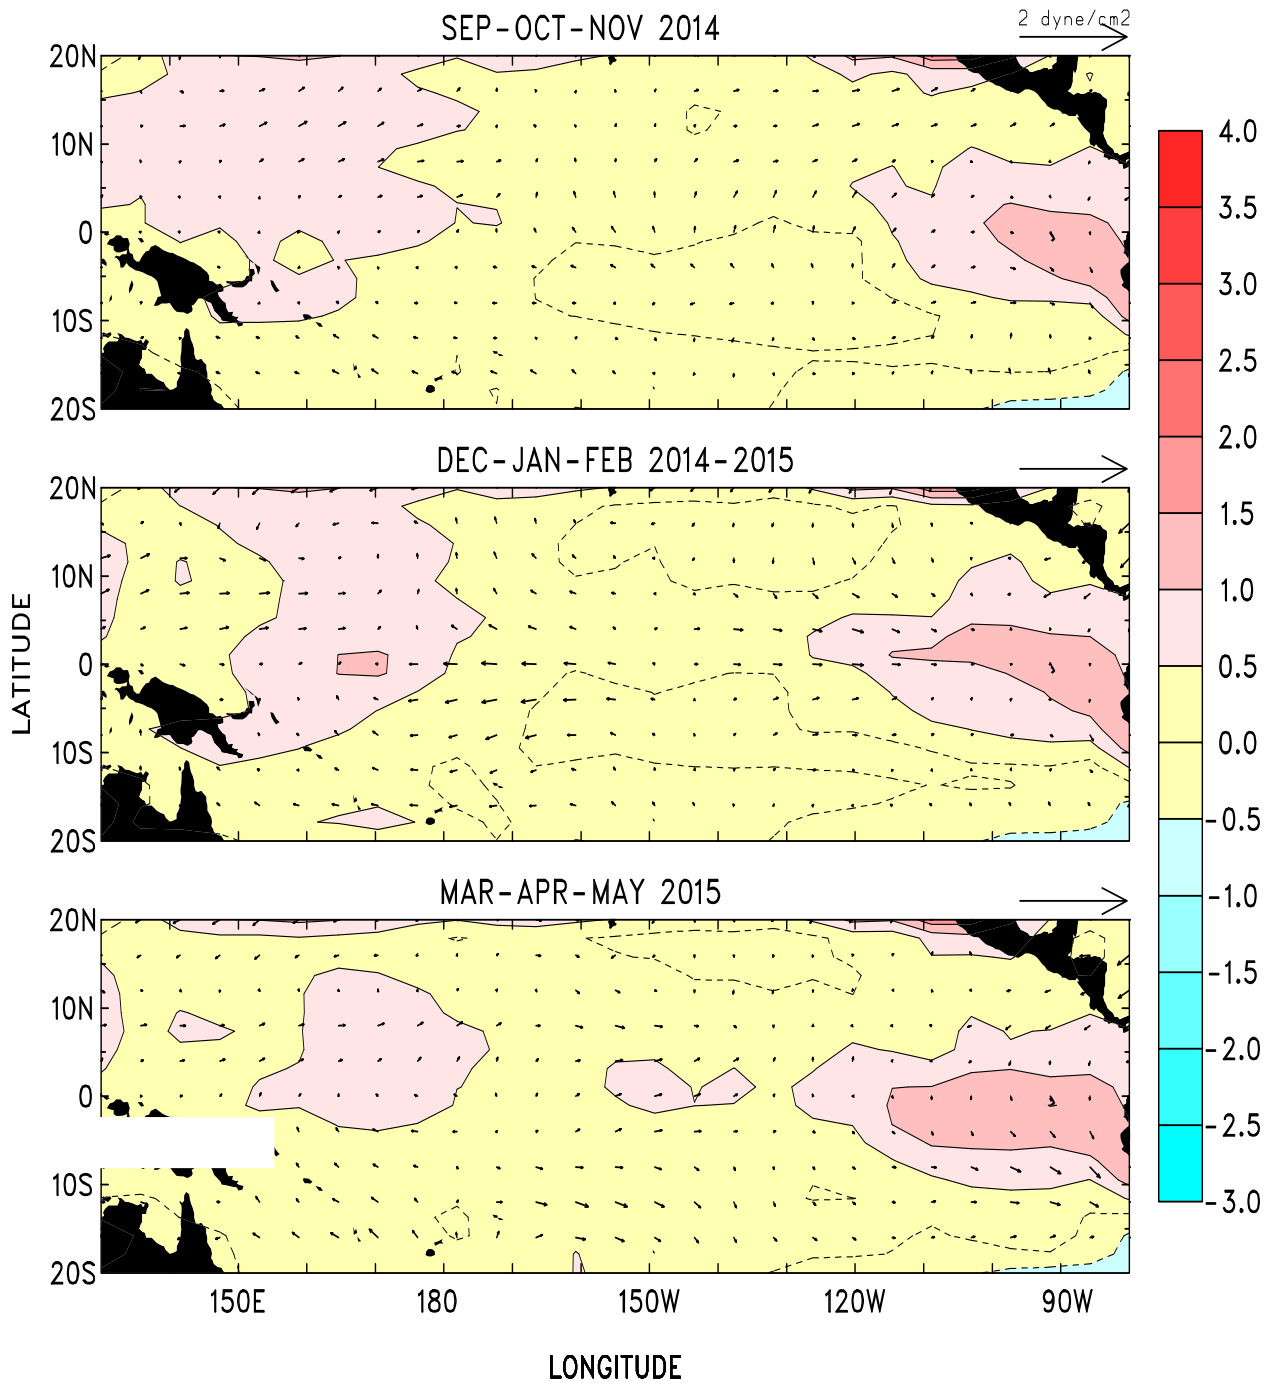 SEP-OCT-NOV 2014
2 dyne/cm2
20N
10N
0
10S
20S
DEC-JAN-FEB 2014-2015
20N
10N
0
10S
20S
MAR-APR-MAY 2015
20N
10N
0
10S
20S
150E 180 150W 120W 90W
LATITUDE
LONGITUDE
4.0
3.5
3.0
2.5
2.0
1.5
1.0
0.5
0.0
-0.5
-1.0
-1.5
-2.0
-2.5
-3.0